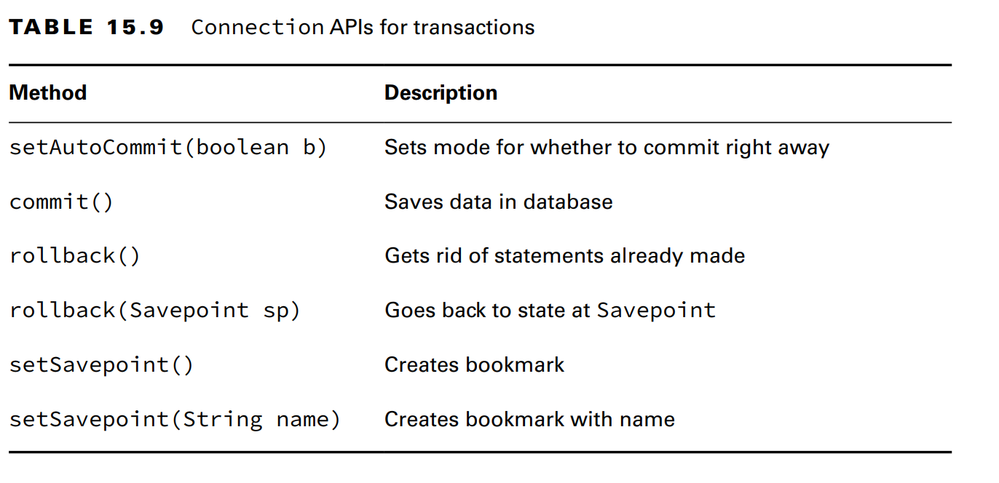 TABLE 15.9 Connection APIs for transactions
Method Description
setAutoCommit(boolean b) Sets mode for whether to commit right away
commit() Saves data in database
rollback() Gets rid of statements already made
rollback(Savepoint sp) Goes back to state at Savepoint
setSavepoint() Creates bookmark
setSavepoint(String name) Creates bookmark with name